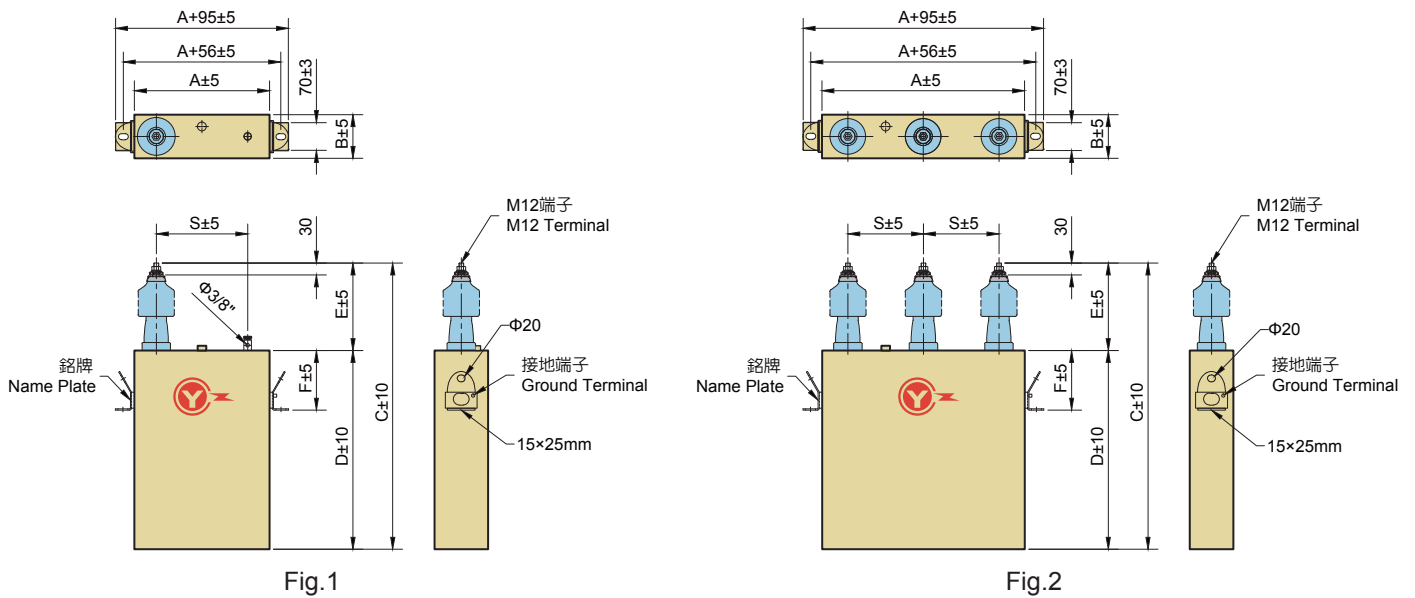 A+95±5
A+56±5
A±5
70±3
B±5
S±5
30
M12端子
M12 Terminal
Φ3/8"
E±5
Φ20
銘牌
Name Plate
接地端子
Ground Terminal
F±5
C±10
D±10
15×25mm
Y
Fig.1
A+95±5
A+56±5
A±5
70±3
B±5
S±5
S±5
30
M12端子
M12 Terminal
E±5
Φ20
銘牌
Name Plate
接地端子
Ground Terminal
F±5
C±10
D±10
15×25mm
Y
Fig.2